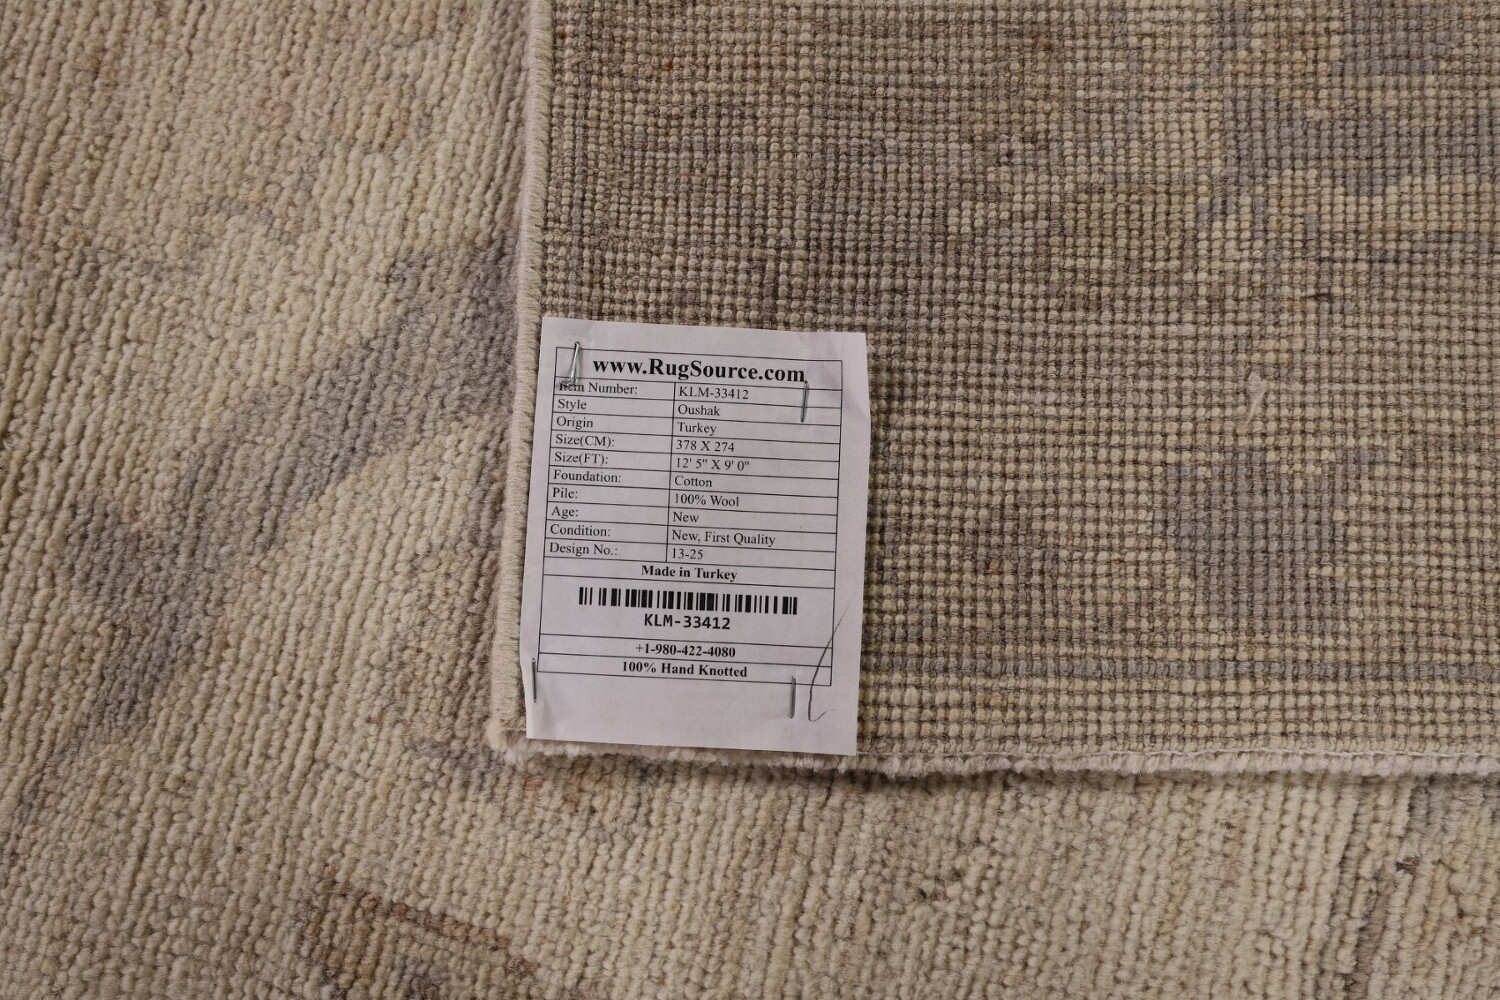 www.RugSource.com
Item Number: KLM-33412
Style Oushak
Origin Turkey
Size(CM): 378 X 274
Size(FT): 12' 5" X 9' 0"
Foundation: Cotton
Pile: 100% Wool
Age: New
Condition: New, First Quality
Design No.: 13-25
Made in Turkey
KLM-33412
+1-980-422-4080
100% Hand Knotted